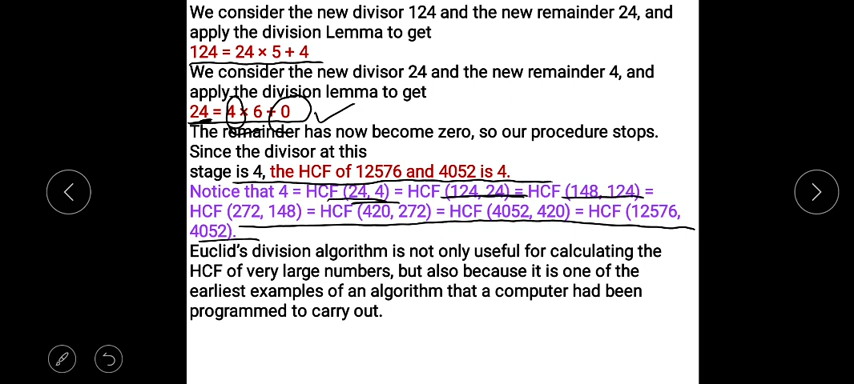 We consider the new divisor 124 and the new remainder 24, and
apply the division Lemma to get
124 = 24 × 5 + 4
We consider the new divisor 24 and the new remainder 4, and
apply the division lemma to get
24 = 4 × 6 + 0
The remainder has now become zero, so our procedure stops.
Since the divisor at this
stage is 4, the HCF of 12576 and 4052 is 4.
Notice that 4 = HCF (24, 4) = HCF (124, 24) = HCF (148, 124) =
HCF (272, 148) = HCF (420, 272) = HCF (4052, 420) = HCF (12576,
4052).
Euclid's division algorithm is not only useful for calculating the
HCF of very large numbers, but also because it is one of the
earliest examples of an algorithm that a computer had been
programmed to carry out.